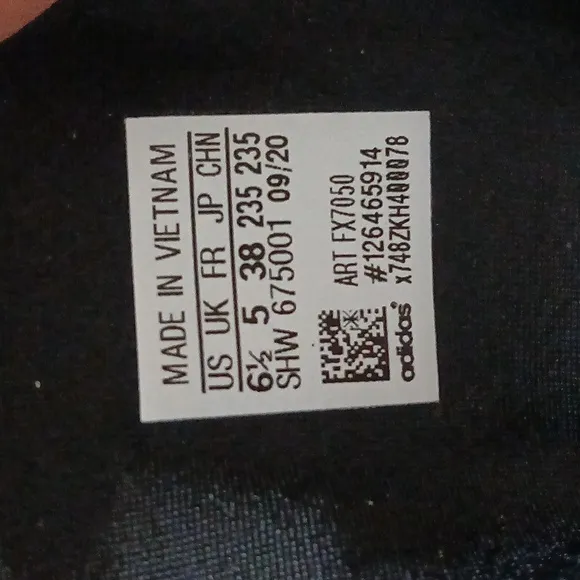 MADE IN VIETNAM
US UK FR JP CHN
6½ 5 38 235 235
SHW 675001 09/20
ART FX7050
#126465914
x748ZKH400078
adidas®